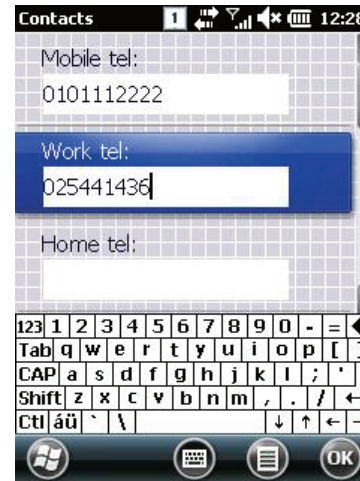 Contacts 1 12:28
Mobile tel:
0101112222
Work tel:
025441436
Home tel:
123 1 2 3 4 5 6 7 8 9 0 - =
Tab q w e r t y u i o p [ ]
CAP a s d f g h j k l ; '
Shift z x c v b n m , . / ←
Ctl áü ` \ ↓ ↑ ← →
OK